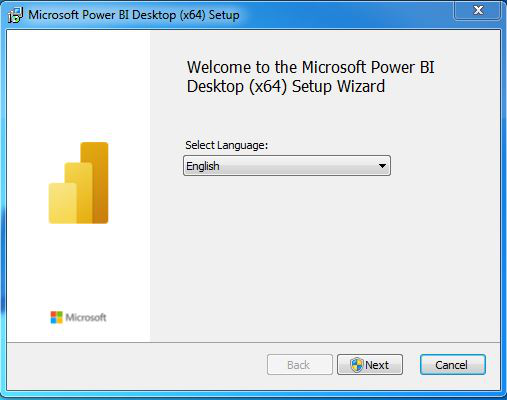 Microsoft Power BI Desktop (x64) Setup
X
Welcome to the Microsoft Power BI
Desktop (x64) Setup Wizard
Select Language:
English
Microsoft
Back
Next
Cancel